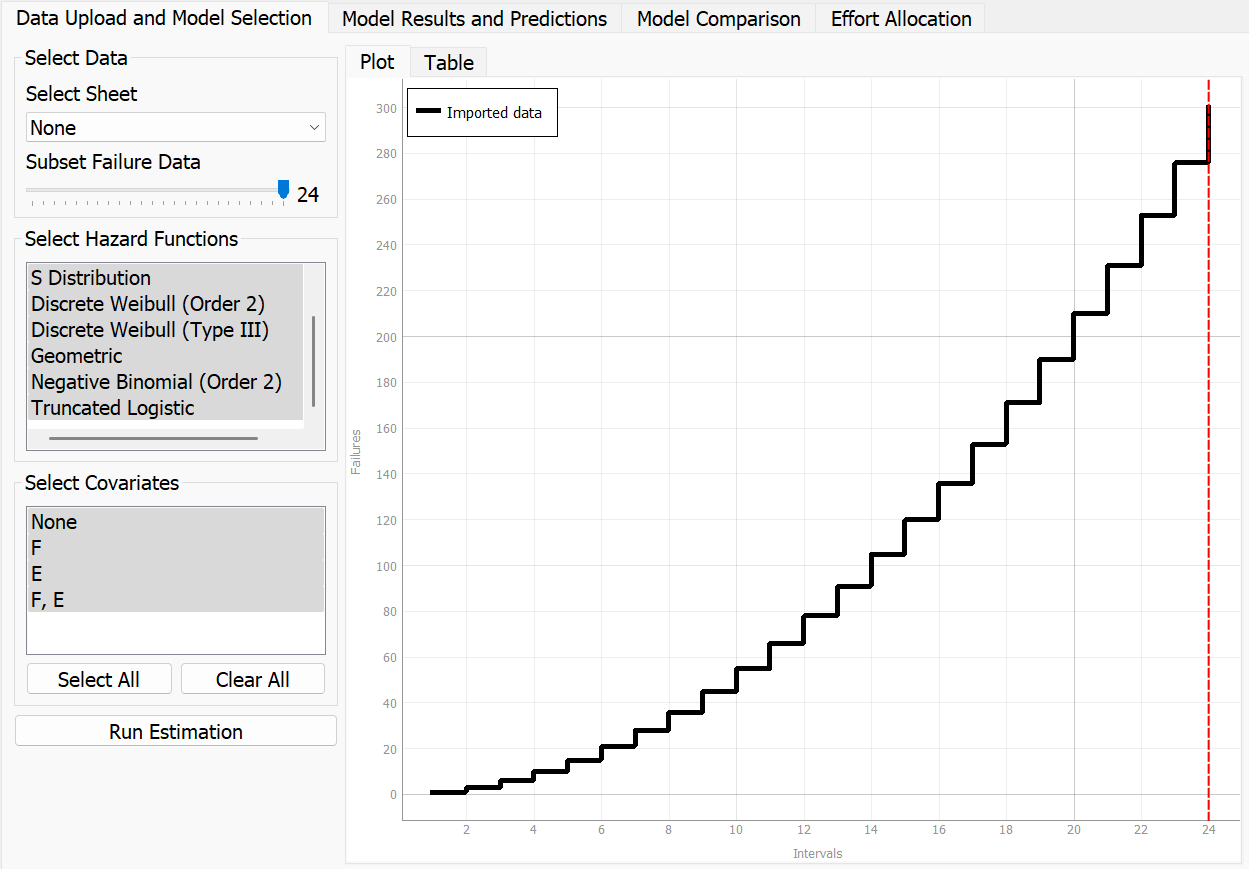 Data Upload and Model Selection
Model Results and Predictions
Model Comparison
Effort Allocation
Select Data
Select Sheet
None
Subset Failure Data
24
Select Hazard Functions
S Distribution
Discrete Weibull (Order 2)
Discrete Weibull (Type III)
Geometric
Negative Binomial (Order 2)
Truncated Logistic
Select Covariates
None
F
E
F, E
Select All
Clear All
Run Estimation
Plot
Table
Imported data
Failures
300
280
260
240
220
200
180
160
140
120
100
80
60
40
20
0
2
4
6
8
10
12
14
16
18
20
22
24
Intervals